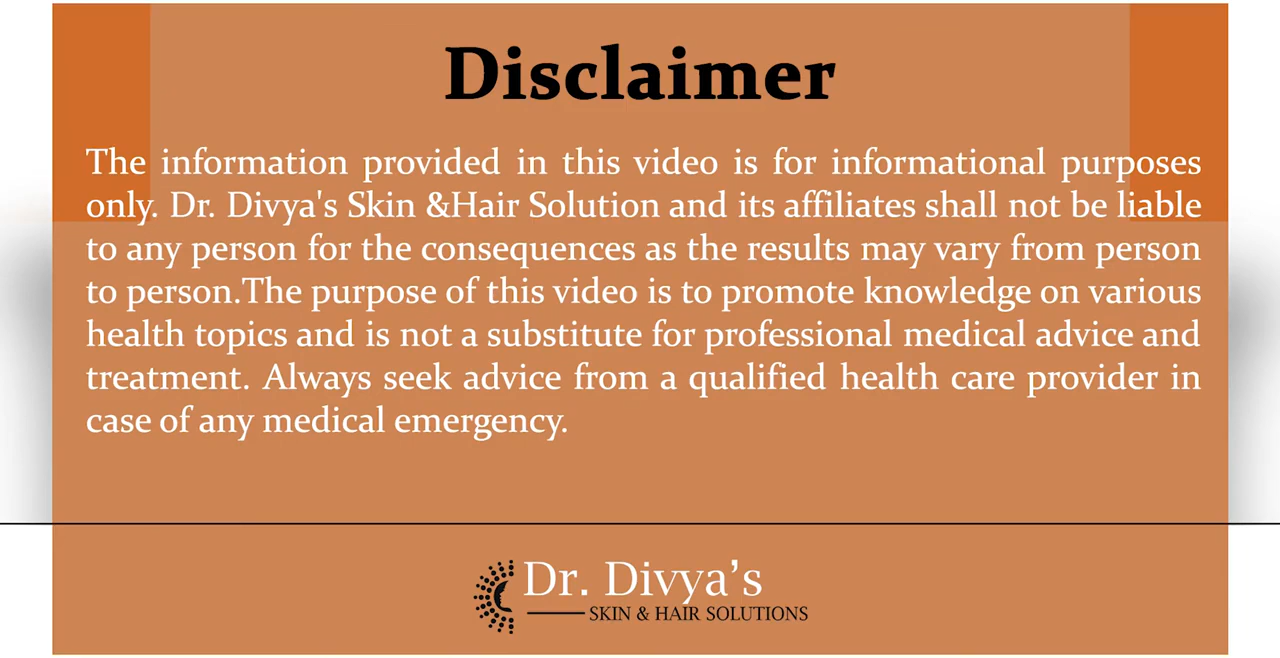 Disclaimer
The information provided in this video is for informational purposes
only. Dr. Divya's Skin &Hair Solution and its affiliates shall not be liable
to any person for the consequences as the results may vary from person
to person.The purpose of this video is to promote knowledge on various
health topics and is not a substitute for professional medical advice and
treatment. Always seek advice from a qualified health care provider in
case of any medical emergency.
Dr. Divya’s
SKIN & HAIR SOLUTIONS